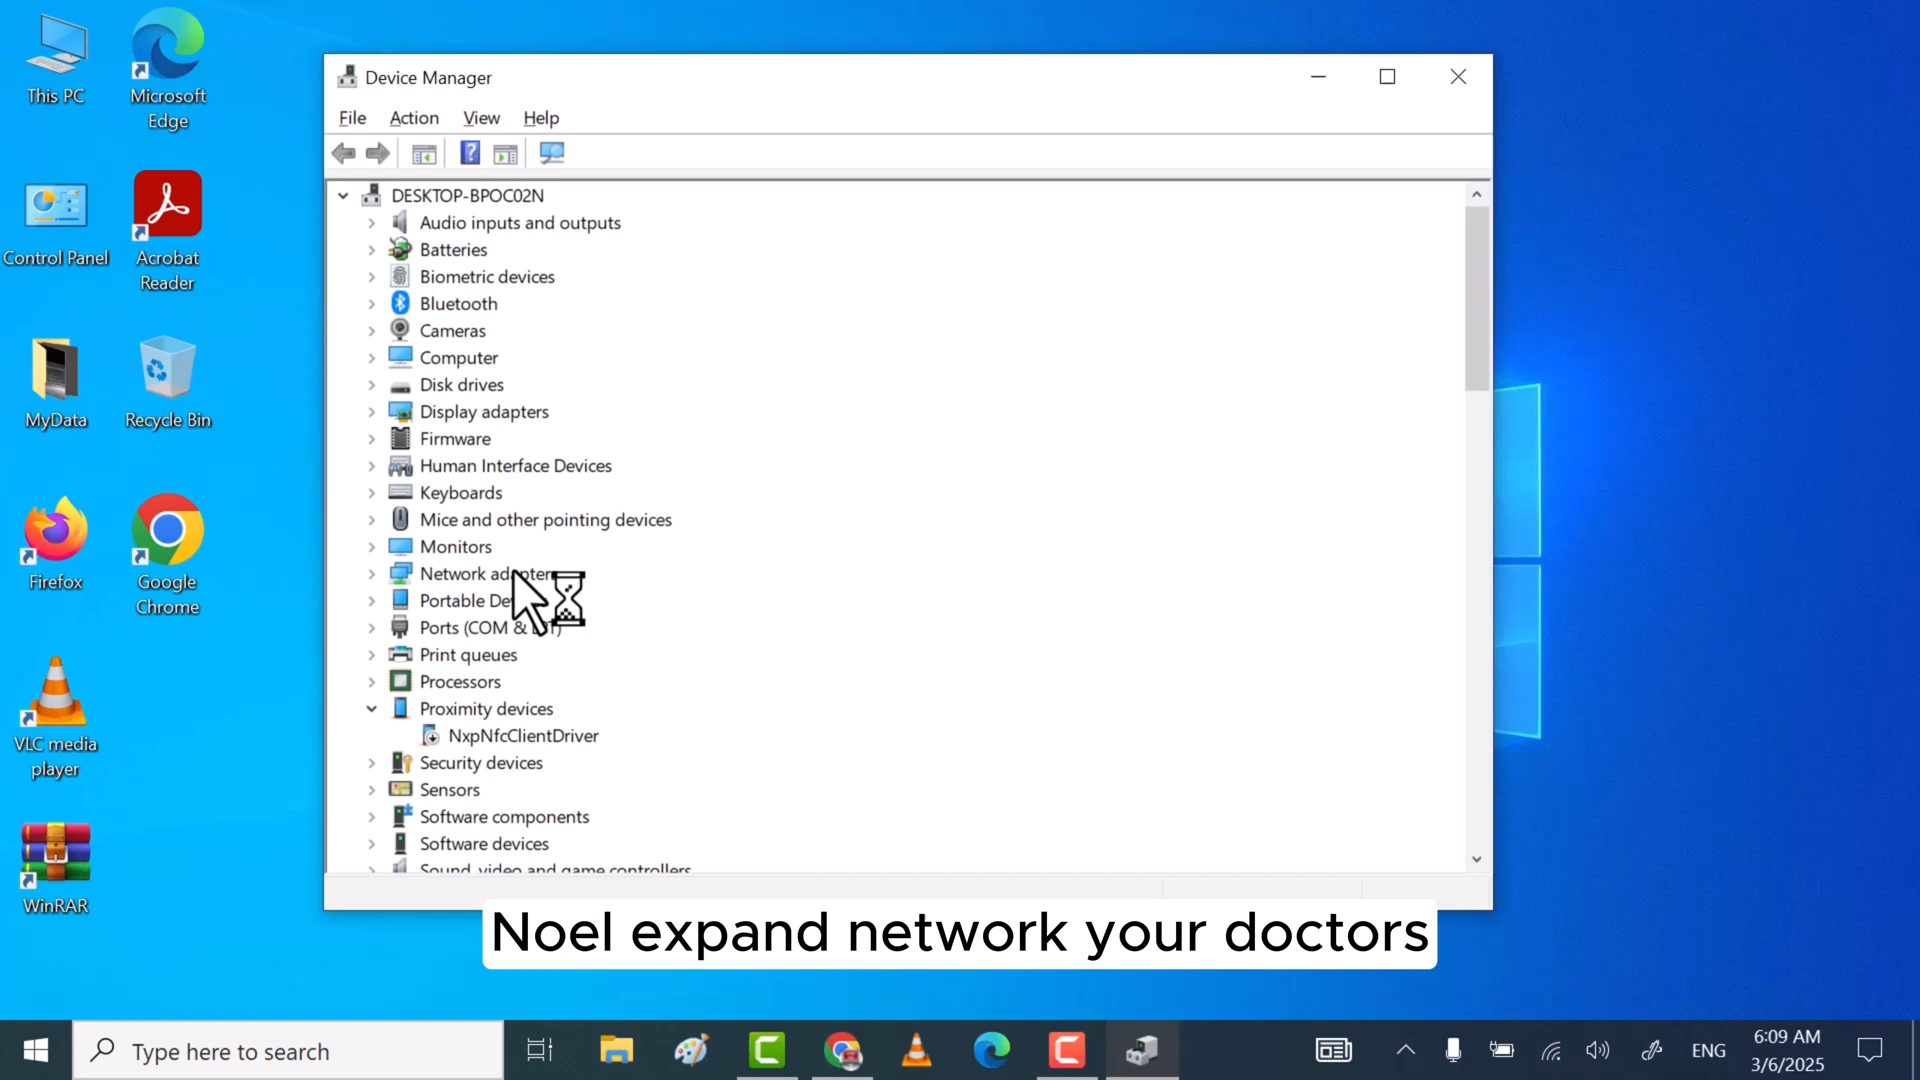 This PC
Microsoft
Edge
Control Panel
Acrobat
Reader
MyData
Recycle Bin
Firefox
Google
Chrome
VLC media
player
WinRAR
Device Manager
File Action View Help
DESKTOP-BPOC02N
Audio inputs and outputs
Batteries
Biometric devices
Bluetooth
Cameras
Computer
Disk drives
Display adapters
Firmware
Human Interface Devices
Keyboards
Mice and other pointing devices
Monitors
Network
Portable
Ports (COM &
Print queues
Processors
Proximity devices
NxpNfcClientDriver
Security devices
Sensors
Software components
Software devices
Sound, video and game controllers
Noel expand network your doctors
Type here to search
ENG
6:09 AM
3/6/2025